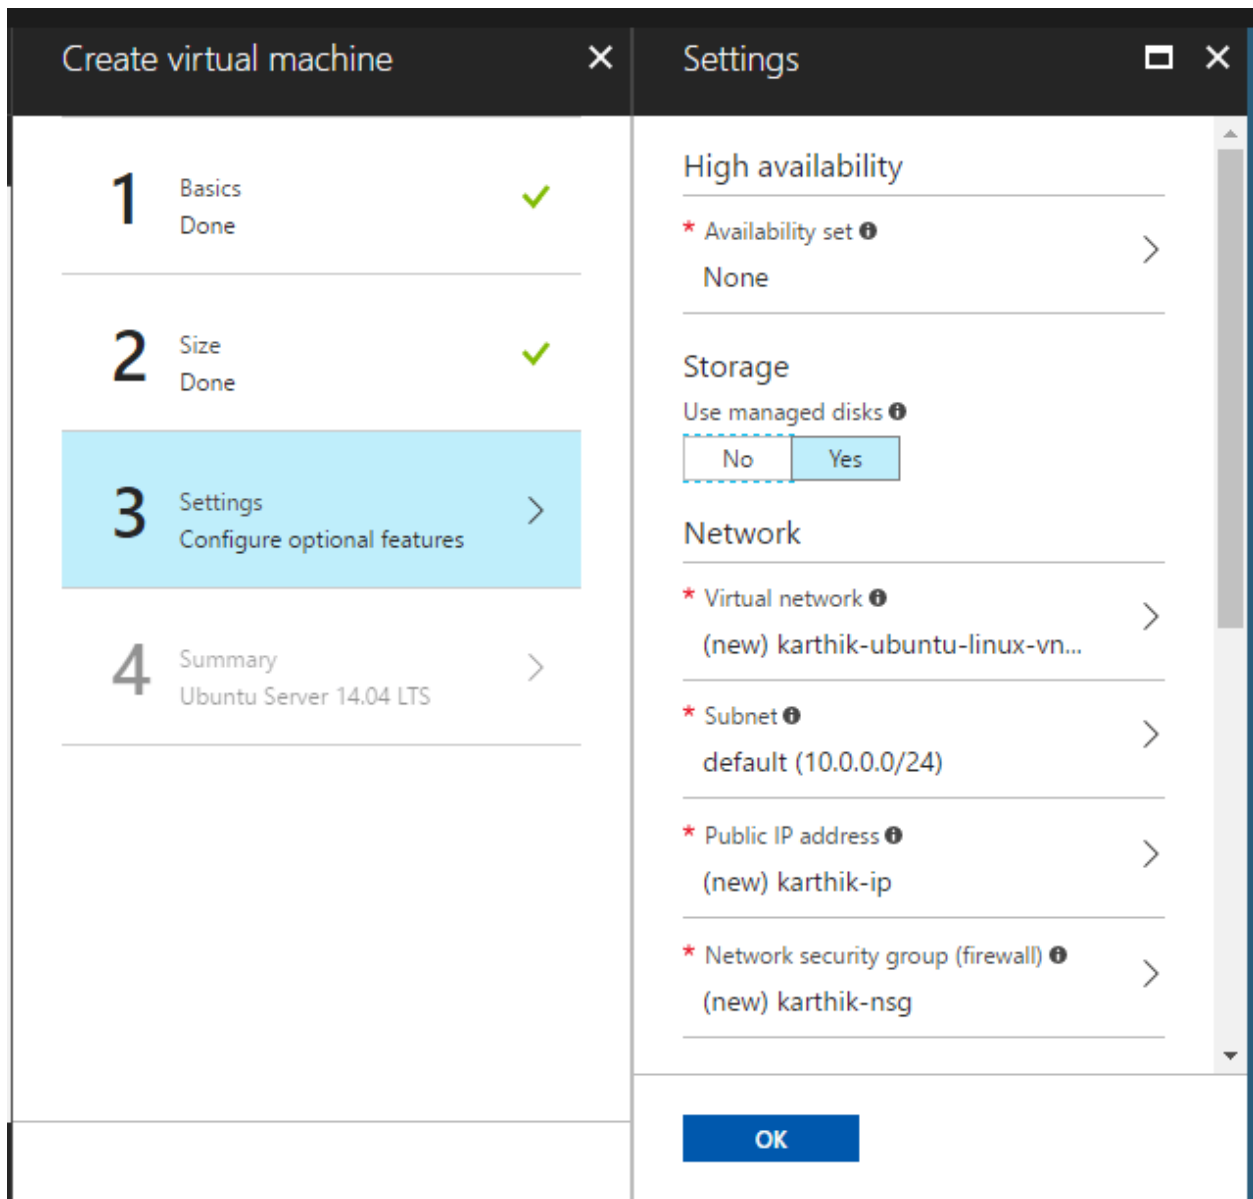 Create virtual machine
1
Basics
Done
2
Size
Done
3
Settings
Configure optional features
4
Summary
Ubuntu Server 14.04 LTS
Settings
High availability
* Availability set
None
Storage
Use managed disks
No Yes
Network
* Virtual network
(new) karthik-ubuntu-linux-vn...
* Subnet
default (10.0.0.0/24)
* Public IP address
(new) karthik-ip
* Network security group (firewall)
(new) karthik-nsg
OK